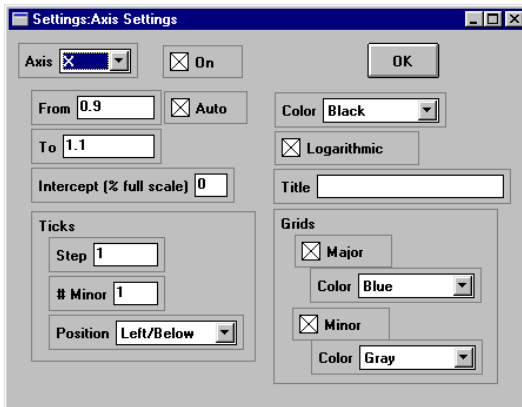 Settings:Axis Settings
Axis X On OK
From 0.9 Auto Color Black
To 1.1 Logarithmic
Intercept (% full scale) 0 Title
Ticks Grids
Step 1 Major
Color Blue
# Minor 1 Minor
Position Left/Below Color Gray